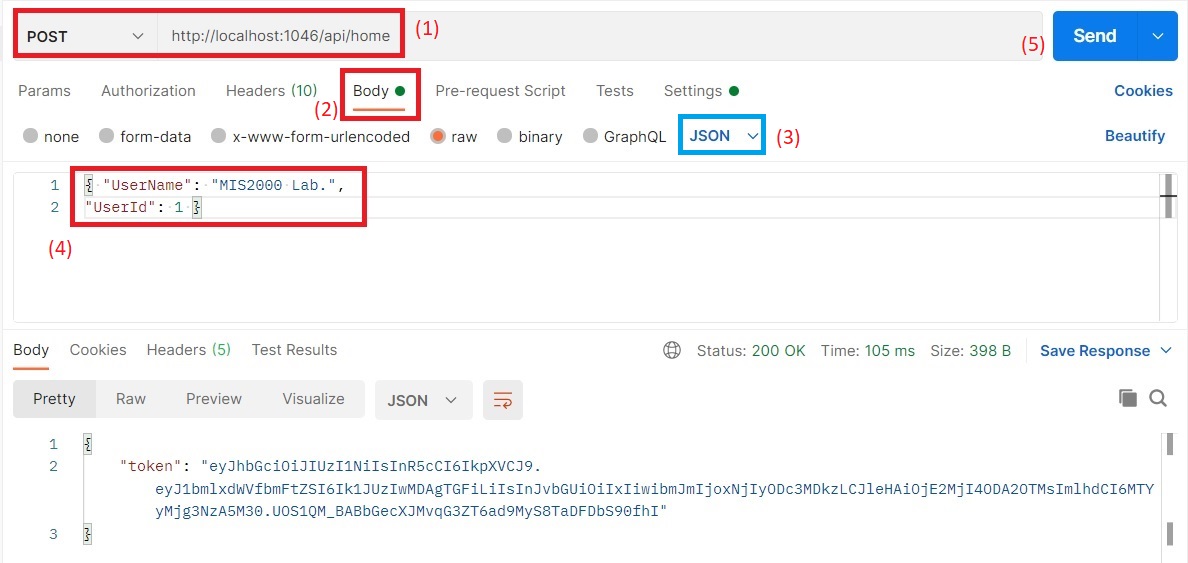 POST http://localhost:1046/api/home (1) (5) Send
Params Authorization Headers (10) (2) Body Pre-request Script Tests Settings Cookies
none form-data x-www-form-urlencoded raw binary GraphQL JSON (3) Beautify
1 { "UserName": "MIS2000 Lab.",
2 "UserId": 1 }
(4)
Body Cookies Headers (5) Test Results Status: 200 OK Time: 105 ms Size: 398 B Save Response
Pretty Raw Preview Visualize JSON
1 {
2 "token": "eyJhbGciOiJIUzI1NiIsInR5cCI6IkpXVCJ9.
eyJ1bmlxdWVfbmFtZSI6Ik1JUzIwMDAgTGFiLiIsInJvbGUiOiIxIiwibmJmIjoxNjIyODc3MDkzLCJleHAiOjE2MjI4ODA2OTMsImlhdCI6MTY
yMjg3NzA5M30.UOS1QM_BABbGecXJMvqG3ZT6ad9MyS8TaDFDbS90fhI"
3 }